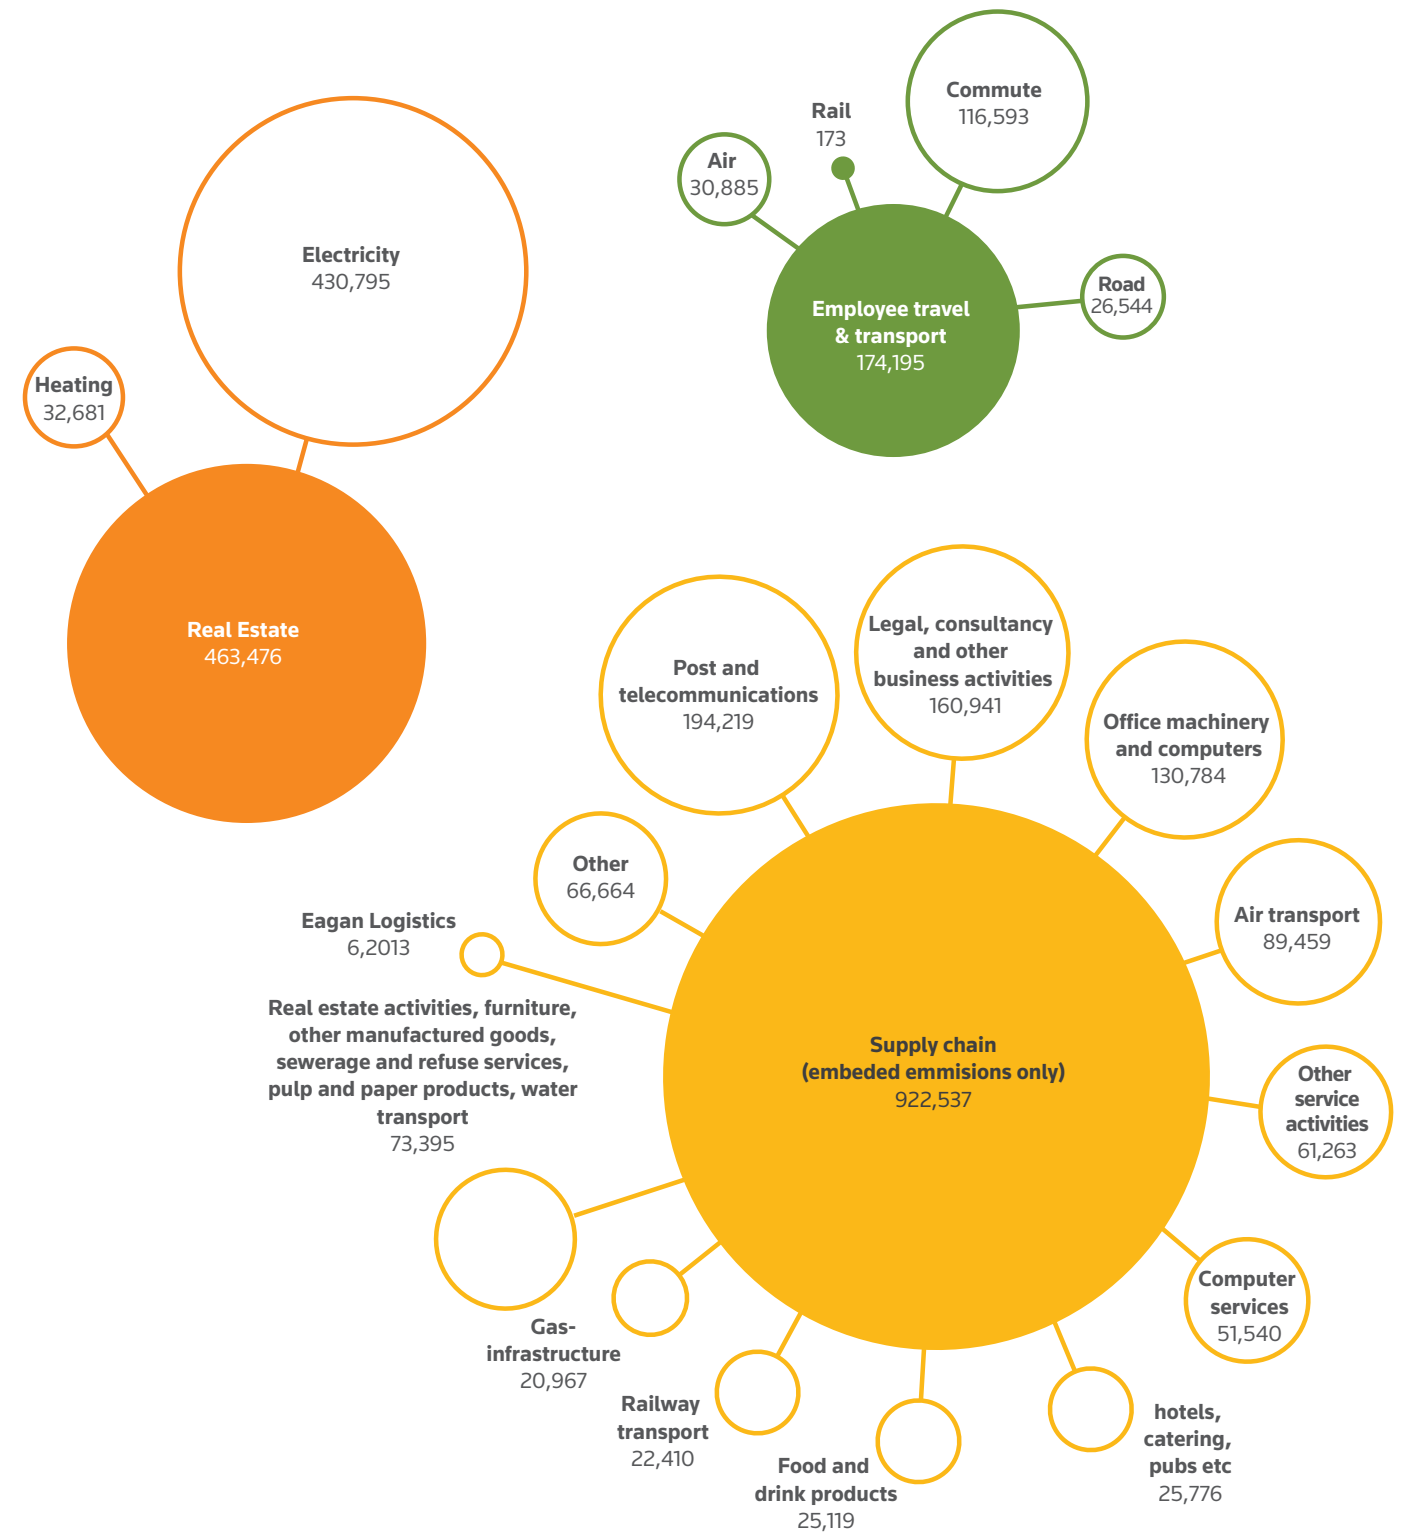 Electricity
430,795
Heating
32,681
Real Estate
463,476
Commute
116,593
Rail
173
Air
30,885
Road
26,544
Employee travel
& transport
174,195
Post and
telecommunications
194,219
Legal, consultancy
and other
business activities
160,941
Office machinery
and computers
130,784
Other
66,664
Air transport
89,459
Eagan Logistics
6,2013
Real estate activities, furniture,
other manufactured goods,
sewerage and refuse services,
pulp and paper products, water
transport
73,395
Supply chain
(embeded emmisions only)
922,537
Other
service
activities
61,263
Computer
services
51,540
Gas-
infrastructure
20,967
Railway
transport
22,410
Food and
drink products
25,119
hotels,
catering,
pubs etc
25,776